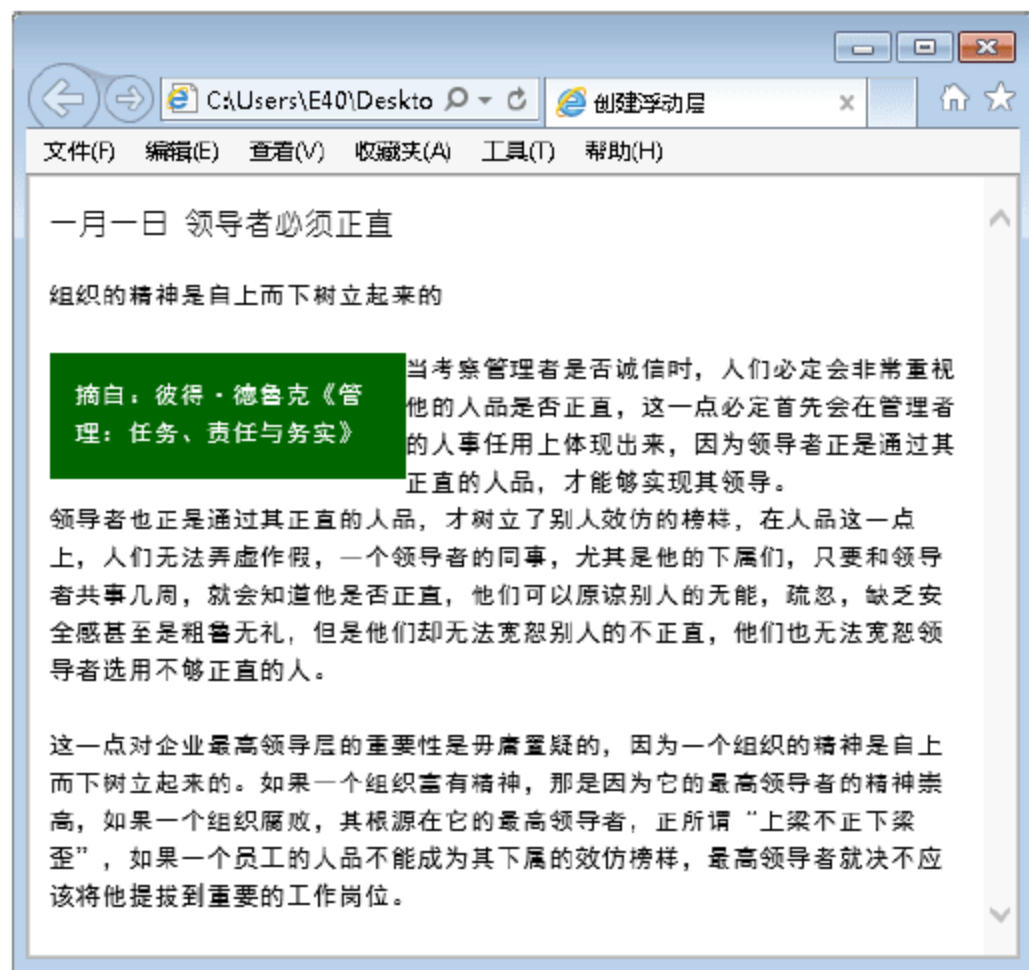 C:\Users\E40\Deskto
创建浮动层
文件(F) 编辑(E) 查看(V) 收藏夹(A) 工具(T) 帮助(H)
一月一日 领导者必须正直
组织的精神是自上而下树立起来的
摘自：彼得·德鲁克《管
理：任务、责任与务实》
当考察管理者是否诚信时，人们必定会非常重视
他的人品是否正直，这一点必定首先会在管理者
的人事任用上体现出来，因为领导者正是通过其
正直的人品，才能够实现其领导。
领导者也正是通过其正直的人品，才树立了别人效仿的榜样，在人品这一点
上，人们无法弄虚作假，一个领导者的同事，尤其是他的下属们，只要和领导
者共事几周，就会知道他是否正直，他们可以原谅别人的无能，疏忽，缺乏安
全感甚至是粗鲁无礼，但是他们却无法宽恕别人的不正直，他们也无法宽恕领
导者选用不够正直的人。
这一点对企业最高领导层的重要性是毋庸置疑的，因为一个组织的精神是自上
而下树立起来的。如果一个组织富有精神，那是因为它的最高领导者的精神崇
高，如果一个组织腐败，其根源在它的最高领导者，正所谓“上梁不正下梁
歪”，如果一个员工的人品不能成为其下属的效仿榜样，最高领导者就决不应
该将他提拔到重要的工作岗位。